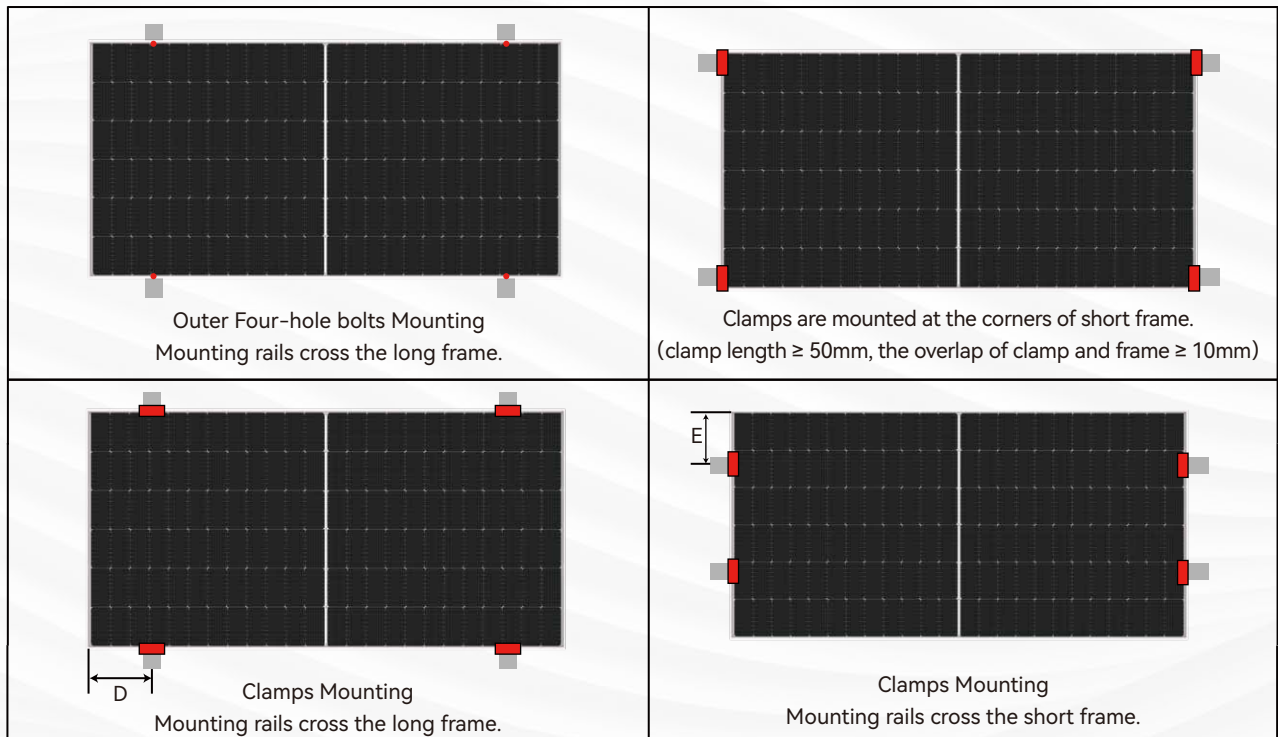 Outer Four-hole bolts Mounting
Mounting rails cross the long frame.
Clamps are mounted at the corners of short frame.
(clamp length ≥ 50mm, the overlap of clamp and frame ≥ 10mm)
D
Clamps Mounting
Mounting rails cross the long frame.
E
Clamps Mounting
Mounting rails cross the short frame.